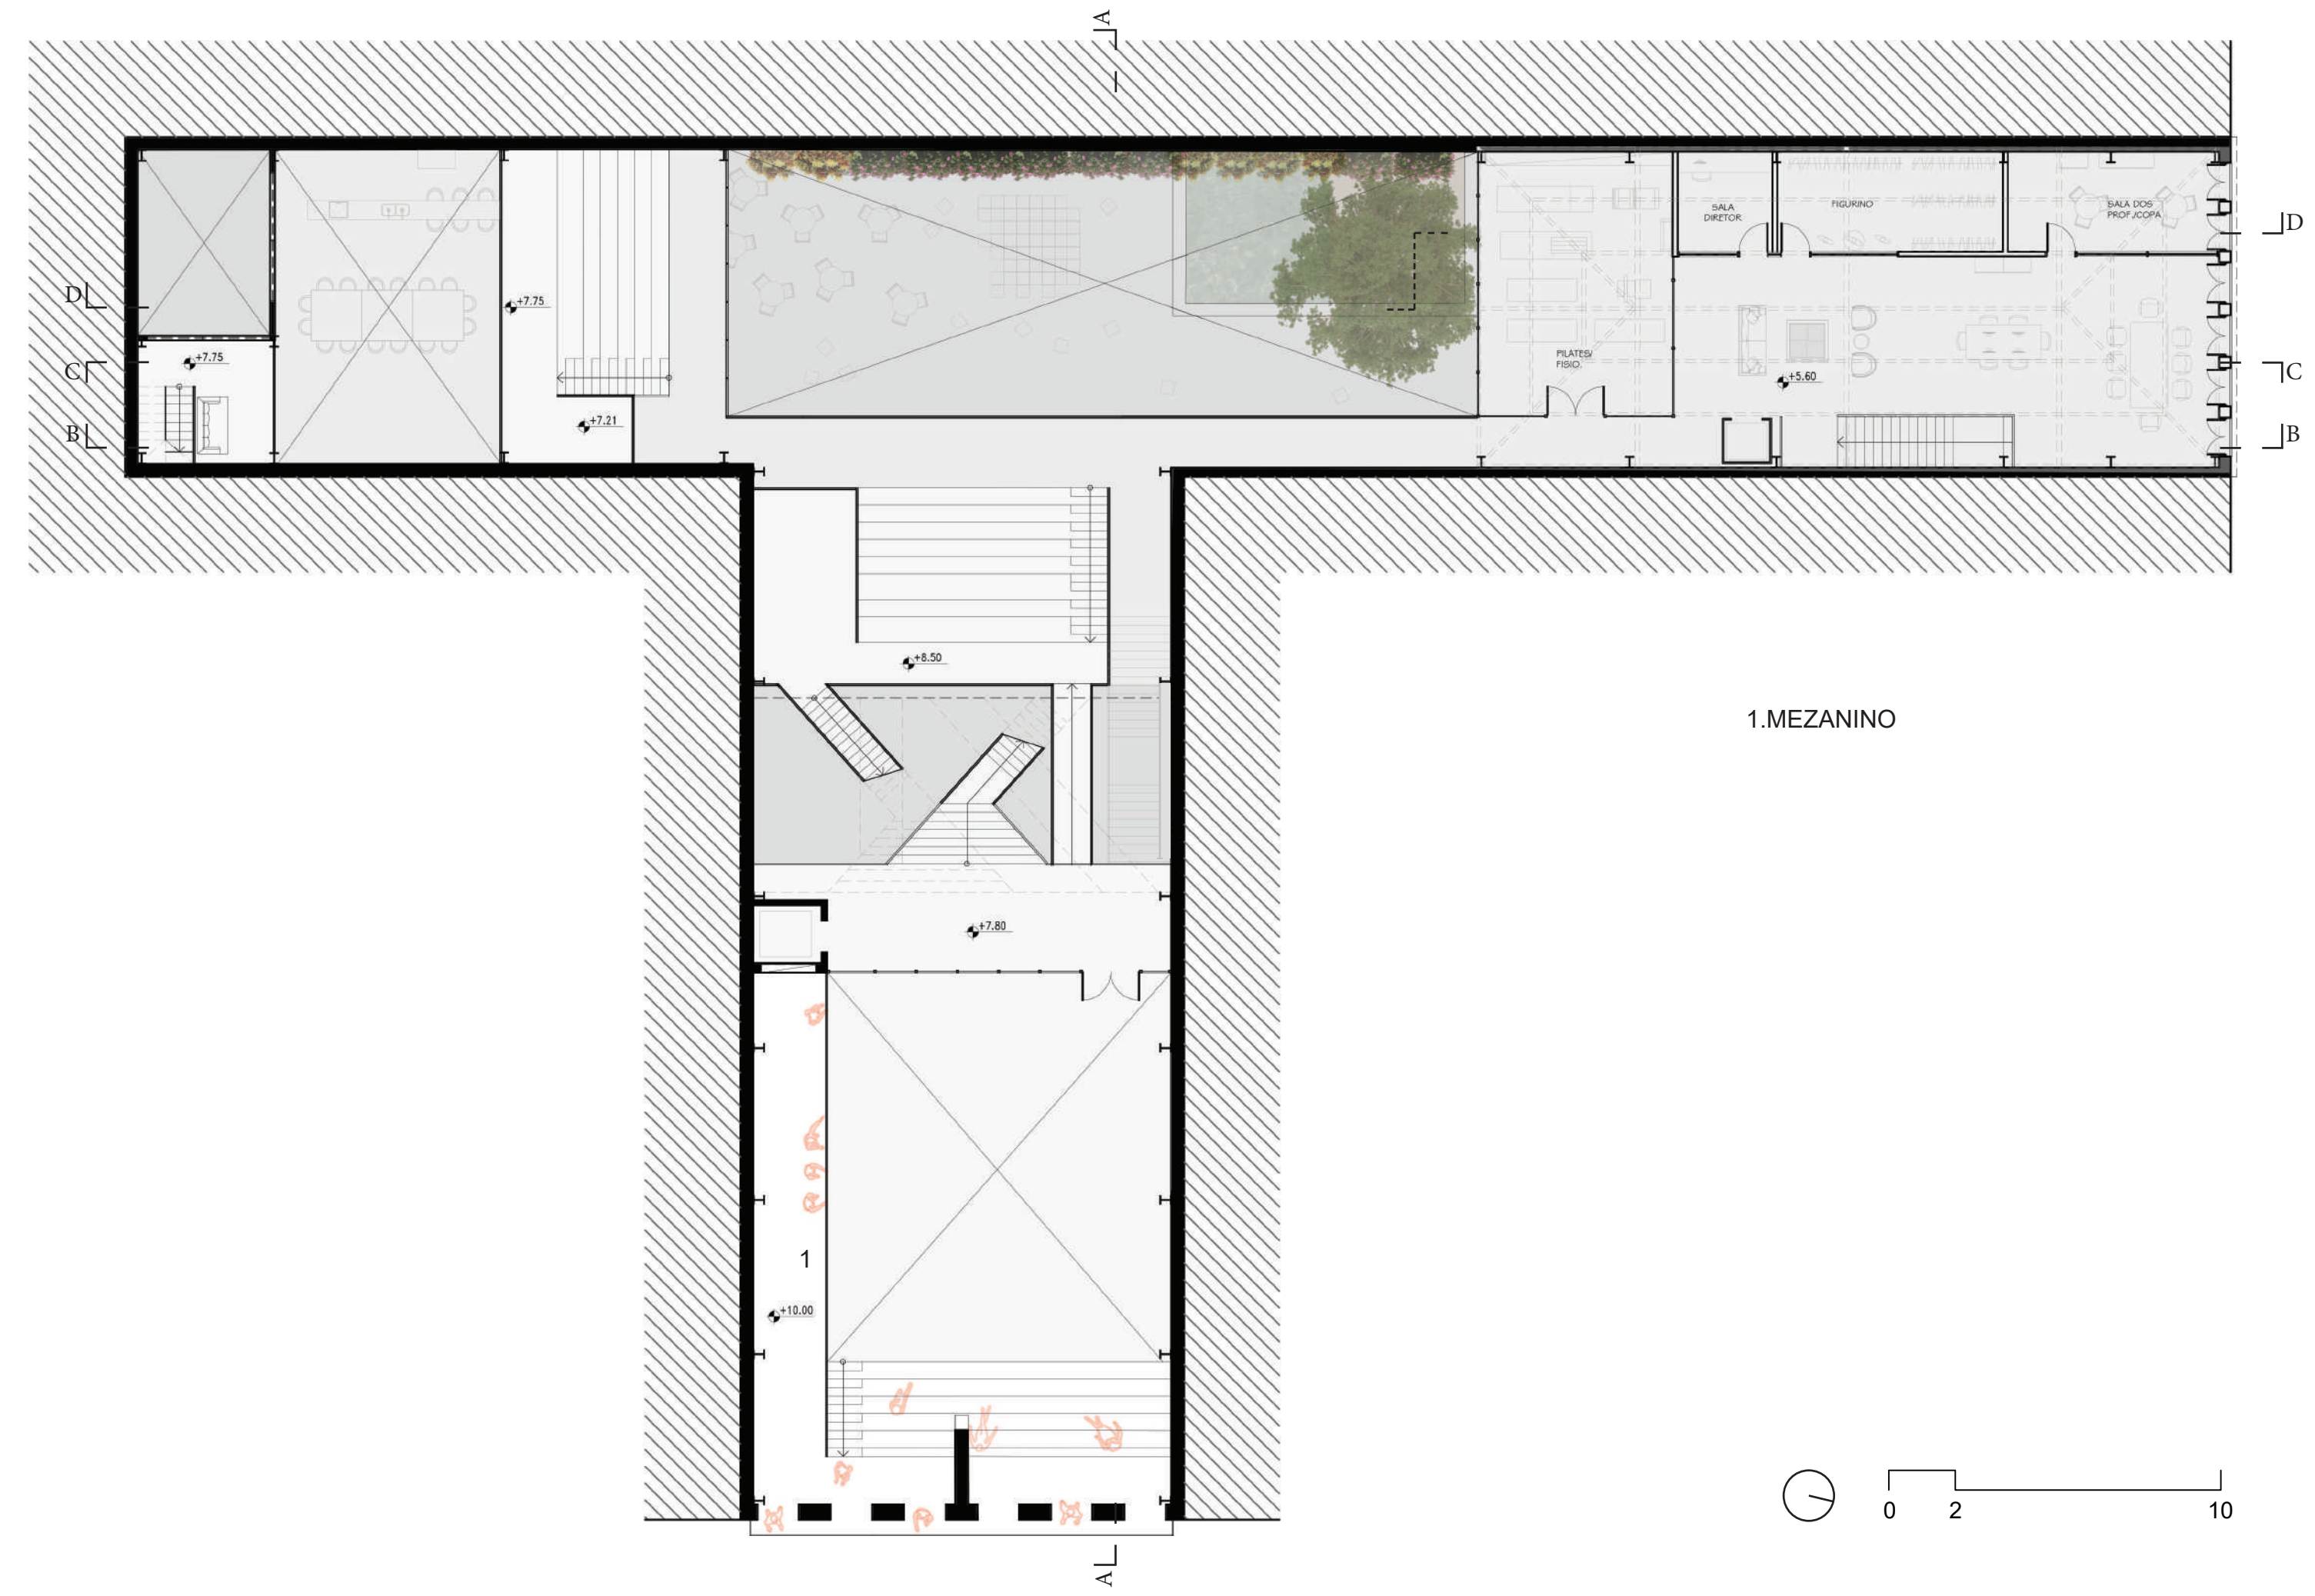 A
SALA
DIRETOR
FIGURINO
SALA DOS
PROF./COPA
D
D
+7.75
PILATES/
FISIO.
+7.75
C
+5.60
C
+7.21
B
B
+8.50
1.MEZANINO
+7.80
1
+10.00
0 2 10
A